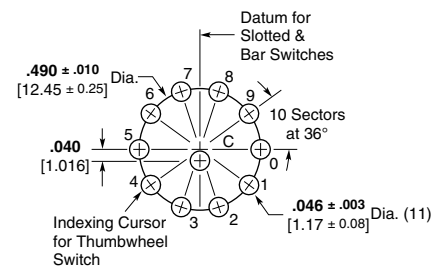 Datum for
Slotted &
Bar Switches
.490 ± .010 Dia.
[12.45 ± 0.25]
7
8
6
9
10 Sectors
at 36°
5
C
0
.040
[1.016]
4
1
3
2
.046 ± .003 Dia. (11)
[1.17 ± 0.08]
Indexing Cursor
for Thumbwheel
Switch